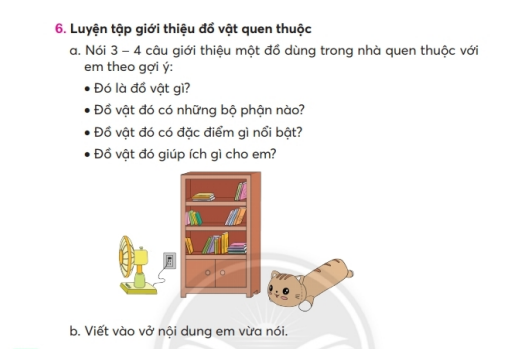 6. Luyện tập giới thiệu đồ vật quen thuộc
a. Nói 3 – 4 câu giới thiệu một đồ dùng trong nhà quen thuộc với
em theo gợi ý:
• Đó là đồ vật gì?
• Đồ vật đó có những bộ phận nào?
• Đồ vật đó có đặc điểm gì nổi bật?
• Đồ vật đó giúp ích gì cho em?
b. Viết vào vở nội dung em vừa nói.